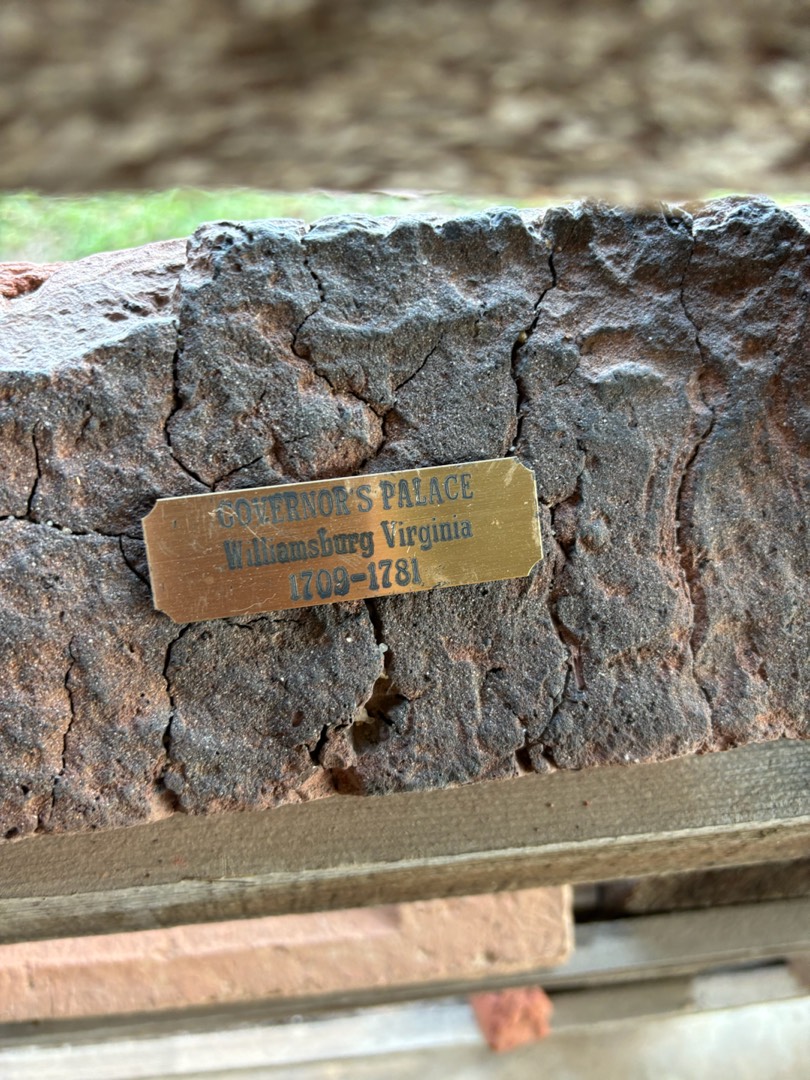 GOVERNOR'S PALACE
Williamsburg Virginia
1709-1781